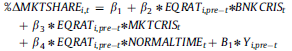 %ΔMKTSHARE_{i,t} = β_1 + β_2 * EQRAT_{i,pre−t} * BNKCRIS_t
+ β_3 * EQRAT_{i,pre−t} * MKTCRIS_t
+ β_4 * EQRAT_{i,pre−t} * NORMALTIME_t + B_1 * Y_{i,pre−t}